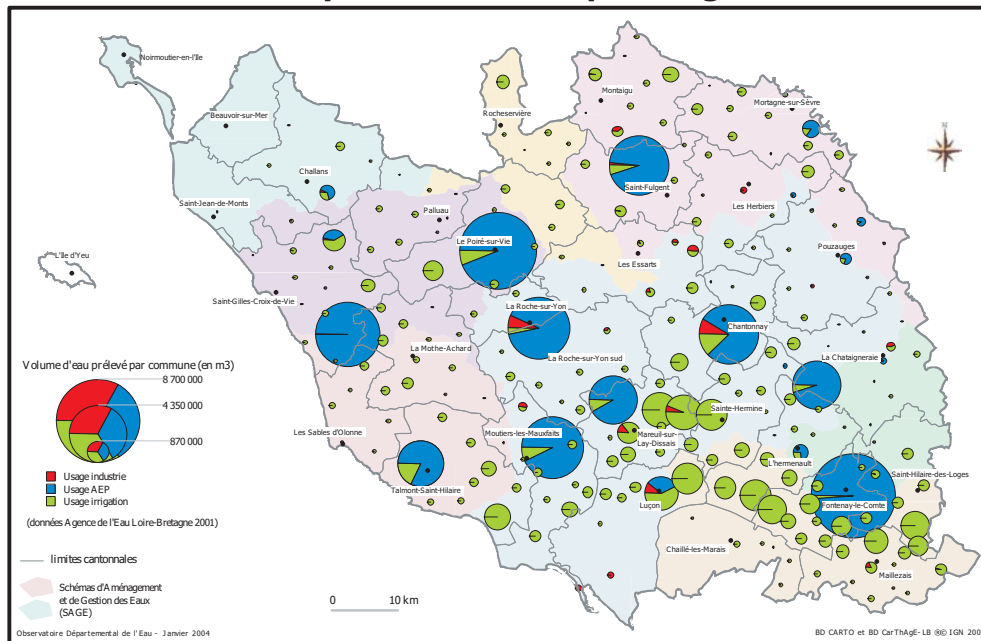 Noirmoutier-en-l'Ile
Montaigu
Mortagne-sur-Sèvre
Rocheservière
Beauvoir-sur-Mer
Challans
Saint-Fulgent
Les Herbiers
Saint-Jean-de-Monts
Palluau
Le Poiré-sur-Vie
Les Essarts
Pouzauges
L'Ile d'Yeu
Saint-Gilles-Croix-de-Vie
La Roche-sur-Yon
Chantonnay
La Mothe-Achard
La Roche-sur-Yon sud
La Chataigneraie
Volume d'eau prélevé par commune (en m3)
8 700 000
4 350 000
870 000
Sainte-Hermine
Les Sables d'Olonne
Moutiers-les-Mauxfaits
Mareuil-sur-
Lay-Dissais
L'hermenault
Saint-Hilaire-des-Loges
Talmont-Saint-Hilaire
Luçon
Fontenay-le-Comte
Usage industrie
Usage AEP
Usage irrigation
(données Agence de l'Eau Loire-Bretagne 2001)
Chaillé-les-Marais
Maillezais
limites cantonnales
Schémas d'Aménagement
et de Gestion des Eaux
(SAGE)
0 10 km
Observatoire Départemental de l'Eau - Janvier 2004
BD CARTO et BD CarThAgE-LB ®© IGN 200